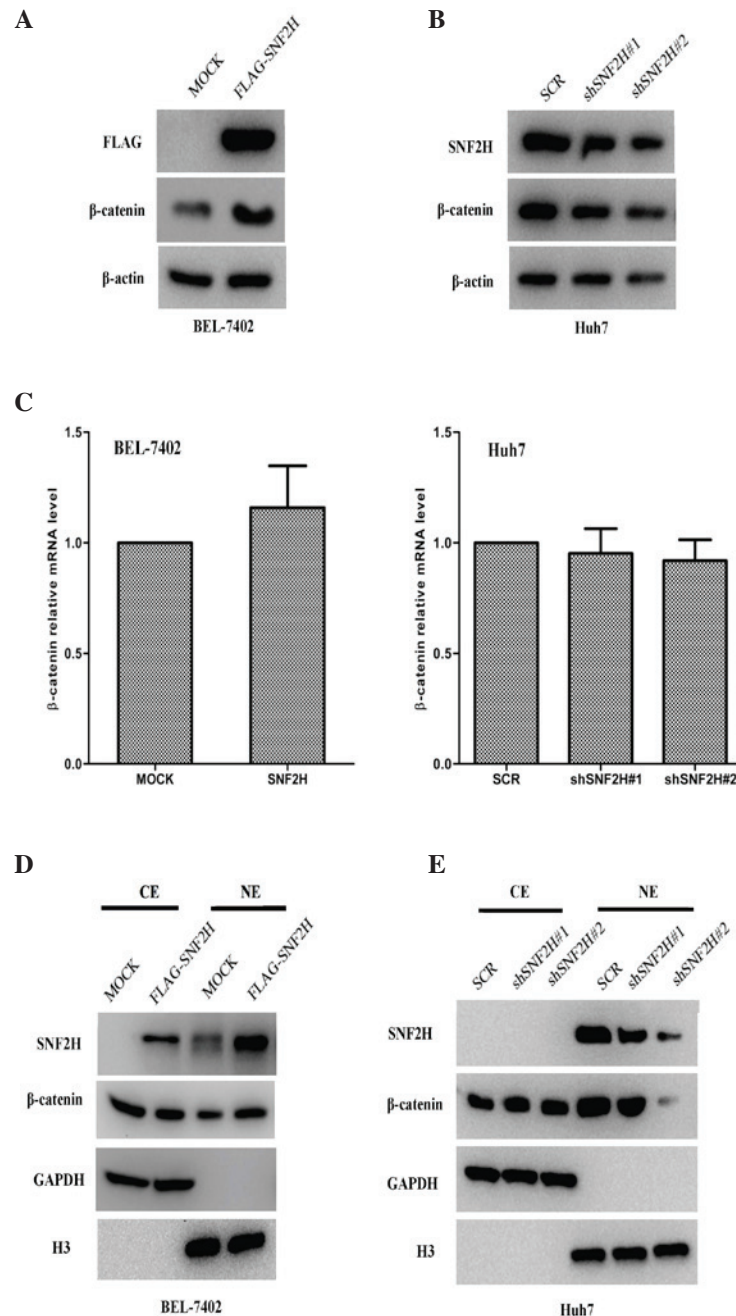 A
MOCK
FLAG-SNF2H
FLAG
β-catenin
β-actin
BEL-7402
B
SCR
shSNF2H#1
shSNF2H#2
SNF2H
β-catenin
β-actin
Huh7
C
BEL-7402
β-catenin relative mRNA level
1.5
1.0
0.5
0.0
MOCK
SNF2H
Huh7
β-catenin relative mRNA level
1.5
1.0
0.5
0.0
SCR
shSNF2H#1
shSNF2H#2
D
CE
NE
MOCK
FLAG-SNF2H
MOCK
FLAG-SNF2H
SNF2H
β-catenin
GAPDH
H3
BEL-7402
E
CE
NE
SCR
shSNF2H#1
shSNF2H#2
SCR
shSNF2H#1
shSNF2H#2
SNF2H
β-catenin
GAPDH
H3
Huh7